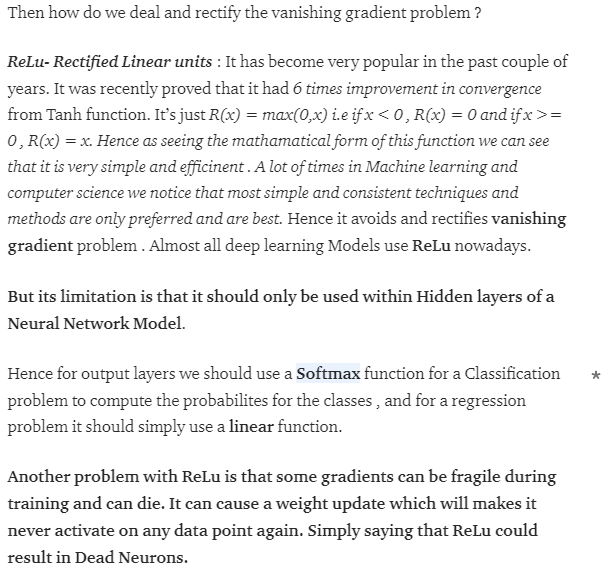 Then how do we deal and rectify the vanishing gradient problem ?
ReLu- Rectified Linear units : It has become very popular in the past couple of
years. It was recently proved that it had 6 times improvement in convergence
from Tanh function. It’s just R(x) = max(0,x) i.e if x < 0 , R(x) = 0 and if x >=
0 , R(x) = x. Hence as seeing the mathamatical form of this function we can see
that it is very simple and efficinent . A lot of times in Machine learning and
computer science we notice that most simple and consistent techniques and
methods are only preferred and are best. Hence it avoids and rectifies vanishing
gradient problem . Almost all deep learning Models use ReLu nowadays.
But its limitation is that it should only be used within Hidden layers of a
Neural Network Model.
Hence for output layers we should use a Softmax function for a Classification *
problem to compute the probabilites for the classes , and for a regression
problem it should simply use a linear function.
Another problem with ReLu is that some gradients can be fragile during
training and can die. It can cause a weight update which will makes it
never activate on any data point again. Simply saying that ReLu could
result in Dead Neurons.